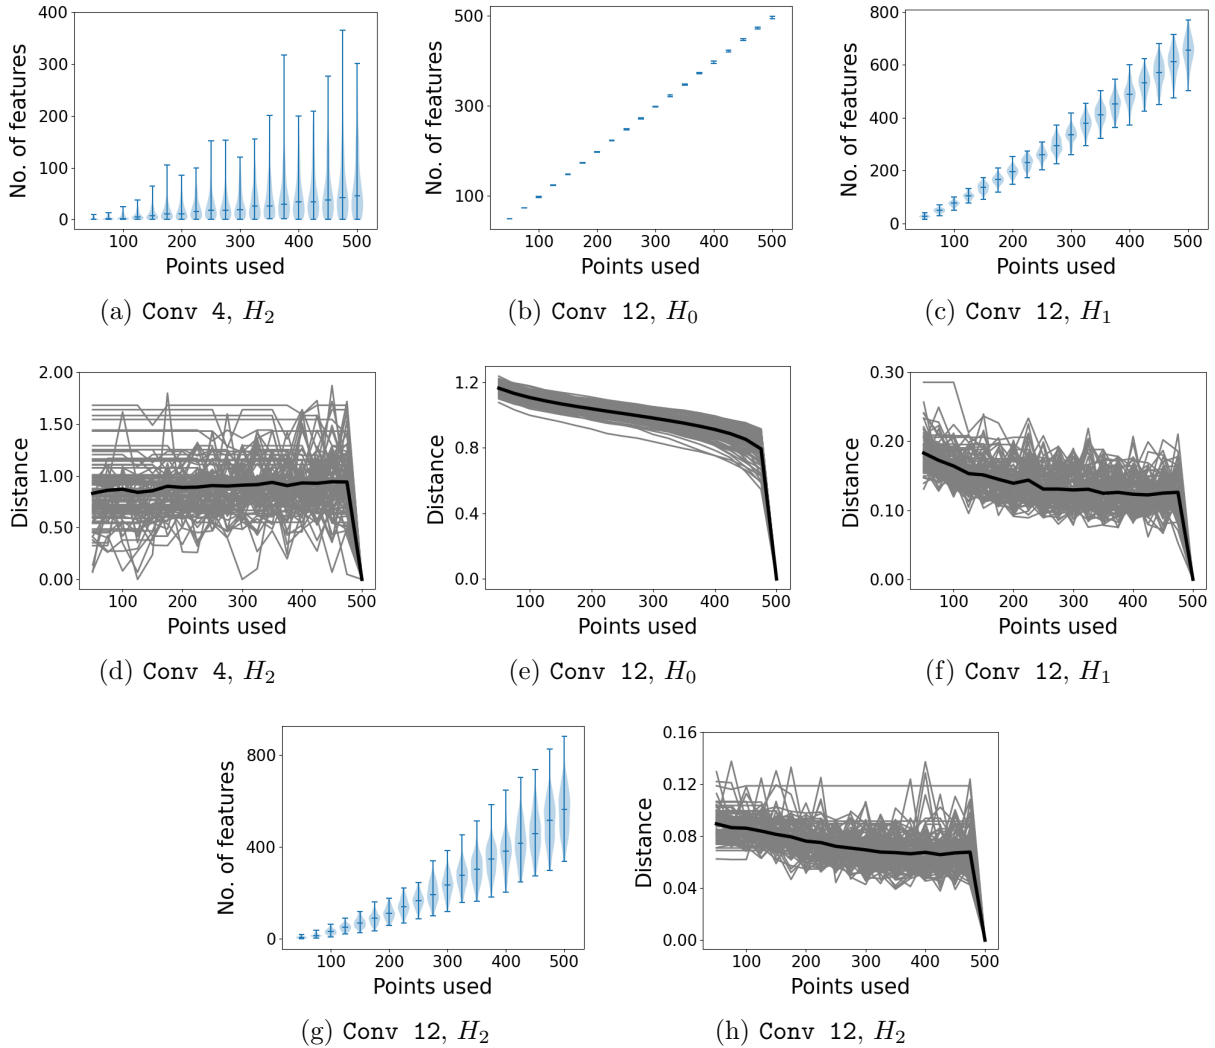 400
300
200
100
0
No. of features
100 200 300 400 500
Points used
(a) Conv 4, H₂
500
300
100
No. of features
100 200 300 400 500
Points used
(b) Conv 12, H₀
800
600
400
200
0
No. of features
100 200 300 400 500
Points used
(c) Conv 12, H₁
2.00
1.50
1.00
0.50
0.00
Distance
100 200 300 400 500
Points used
(d) Conv 4, H₂
1.2
0.8
0.4
0.0
Distance
100 200 300 400 500
Points used
(e) Conv 12, H₀
0.30
0.20
0.10
0.00
Distance
100 200 300 400 500
Points used
(f) Conv 12, H₁
800
400
0
No. of features
100 200 300 400 500
Points used
(g) Conv 12, H₂
0.16
0.12
0.08
0.04
0.00
Distance
100 200 300 400 500
Points used
(h) Conv 12, H₂